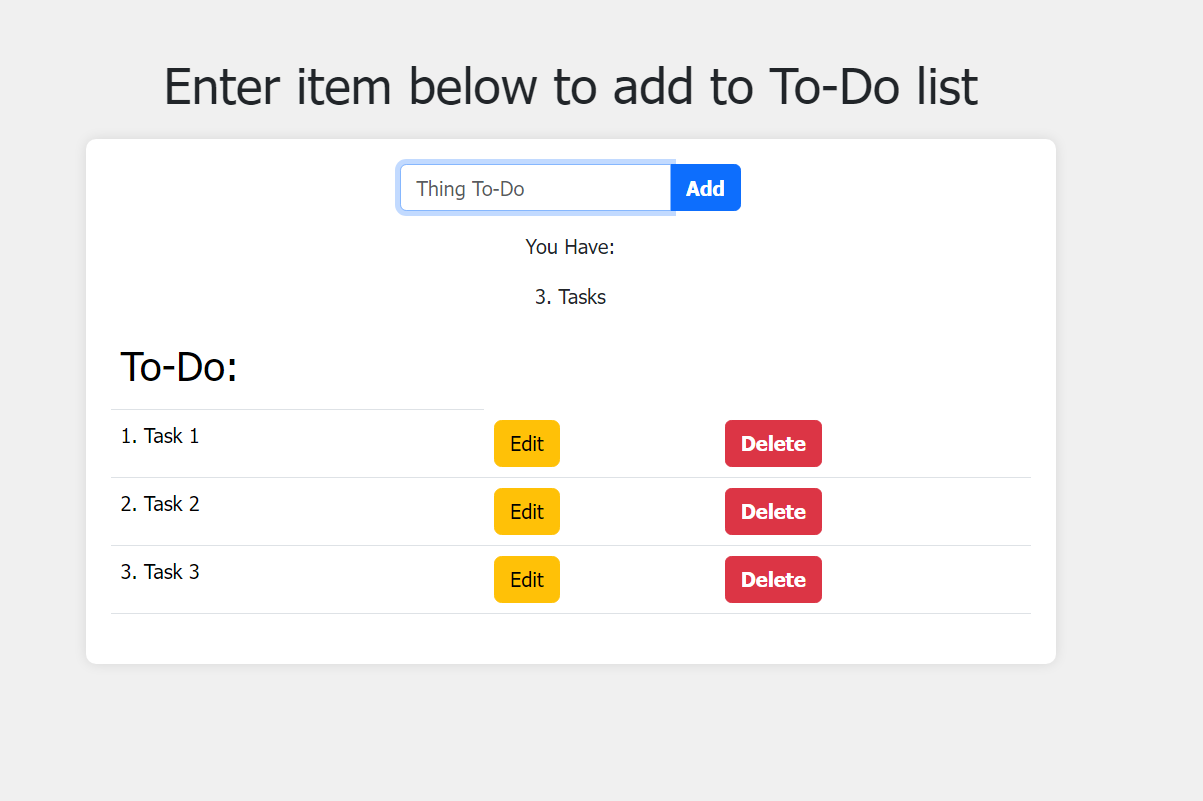 Enter item below to add to To-Do list
Thing To-Do Add
You Have:
3. Tasks
To-Do:
1. Task 1 Edit Delete
2. Task 2 Edit Delete
3. Task 3 Edit Delete